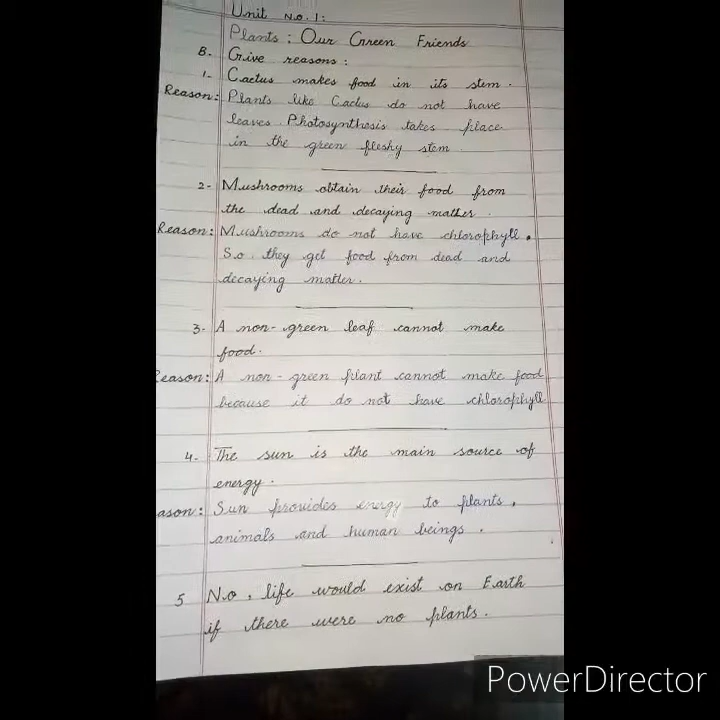 Unit No. 1:
Plants : Our Green Friends
B. Give reasons :
1- Cactus makes food in its stem.
Reason: Plants like Cactus do not have
leaves Photosynthesis takes place
in the green fleshy stem
2- Mushrooms obtain their food from
the dead and decaying matter.
Reason: Mushrooms do not have chlorophyll.
So, they get food from dead and
decaying matter.
3- A non-green leaf cannot make
food.
Reason: A non-green plant cannot make food
because it do not have chlorophyll
4- The sun is the main source of
energy.
ason: Sun provides energy to plants,
animals and human beings.
5 No, life would exist on Earth
if there were no plants.
PowerDirector